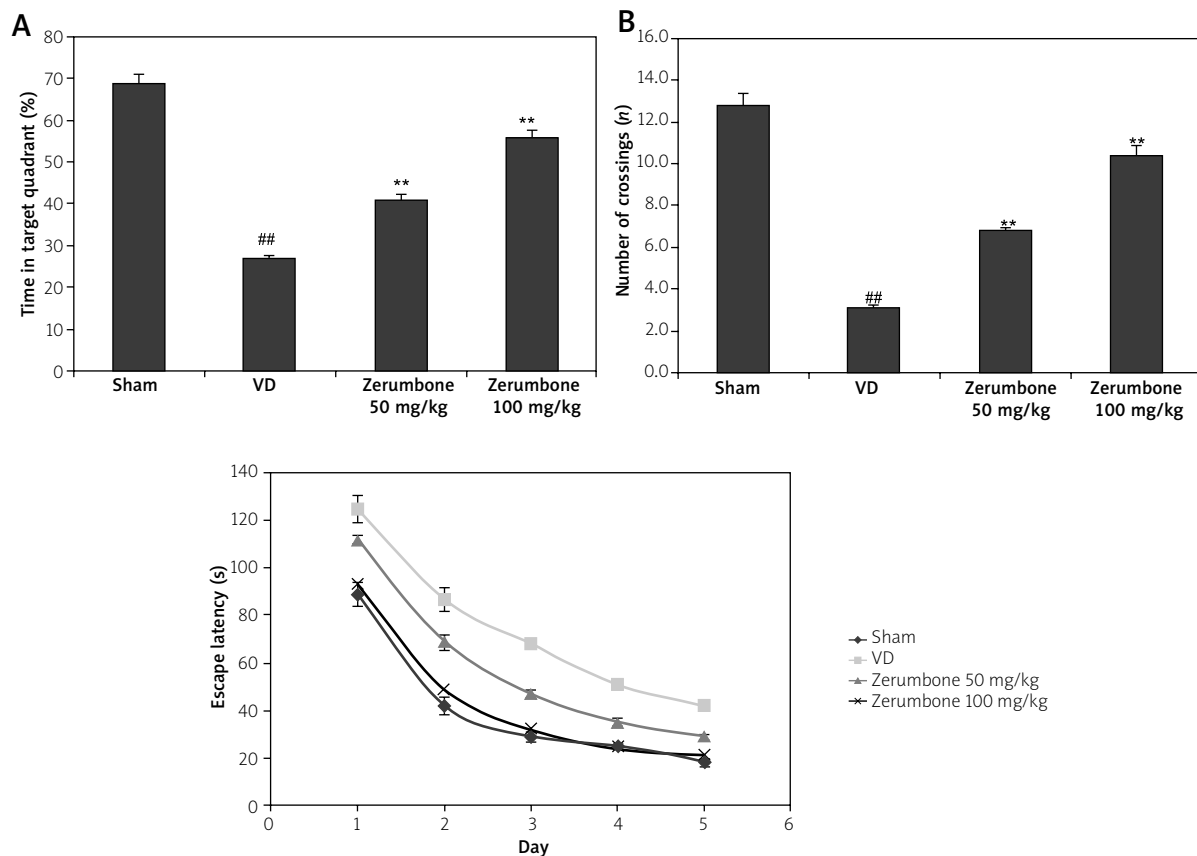 A
Time in target quadrant (%)
80
70
60
50
40
30
20
10
0
##
**
**
Sham
VD
Zerumbone
50 mg/kg
Zerumbone
100 mg/kg
B
Number of crossings (n)
16.0
14.0
12.0
10.0
8.0
6.0
4.0
2.0
0.0
##
**
**
Sham
VD
Zerumbone
50 mg/kg
Zerumbone
100 mg/kg
Escape latency (s)
140
120
100
80
60
40
20
0
0 1 2 3 4 5 6
Day
Sham
VD
Zerumbone 50 mg/kg
Zerumbone 100 mg/kg